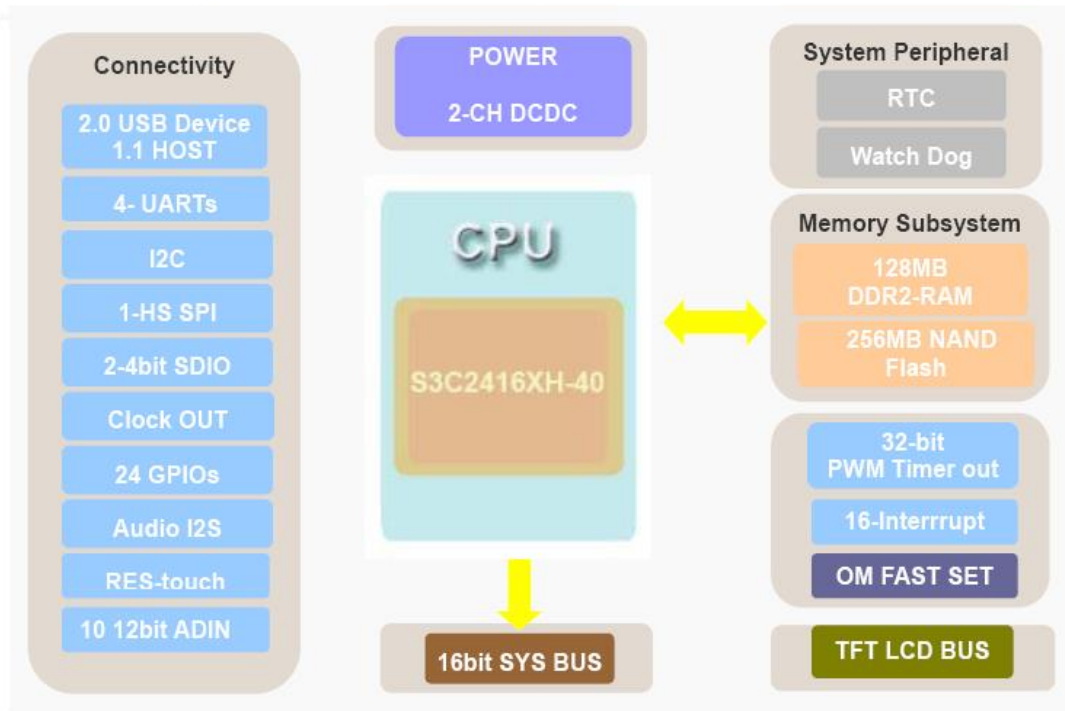 Connectivity
2.0 USB Device
1.1 HOST
4- UARTs
I2C
1-HS SPI
2-4bit SDIO
Clock OUT
24 GPIOs
Audio I2S
RES-touch
10 12bit ADIN
POWER
2-CH DCDC
CPU
S3C2416XH-40
16bit SYS BUS
System Peripheral
RTC
Watch Dog
Memory Subsystem
128MB
DDR2-RAM
256MB NAND
Flash
32-bit
PWM Timer out
16-Interrrupt
OM FAST SET
TFT LCD BUS